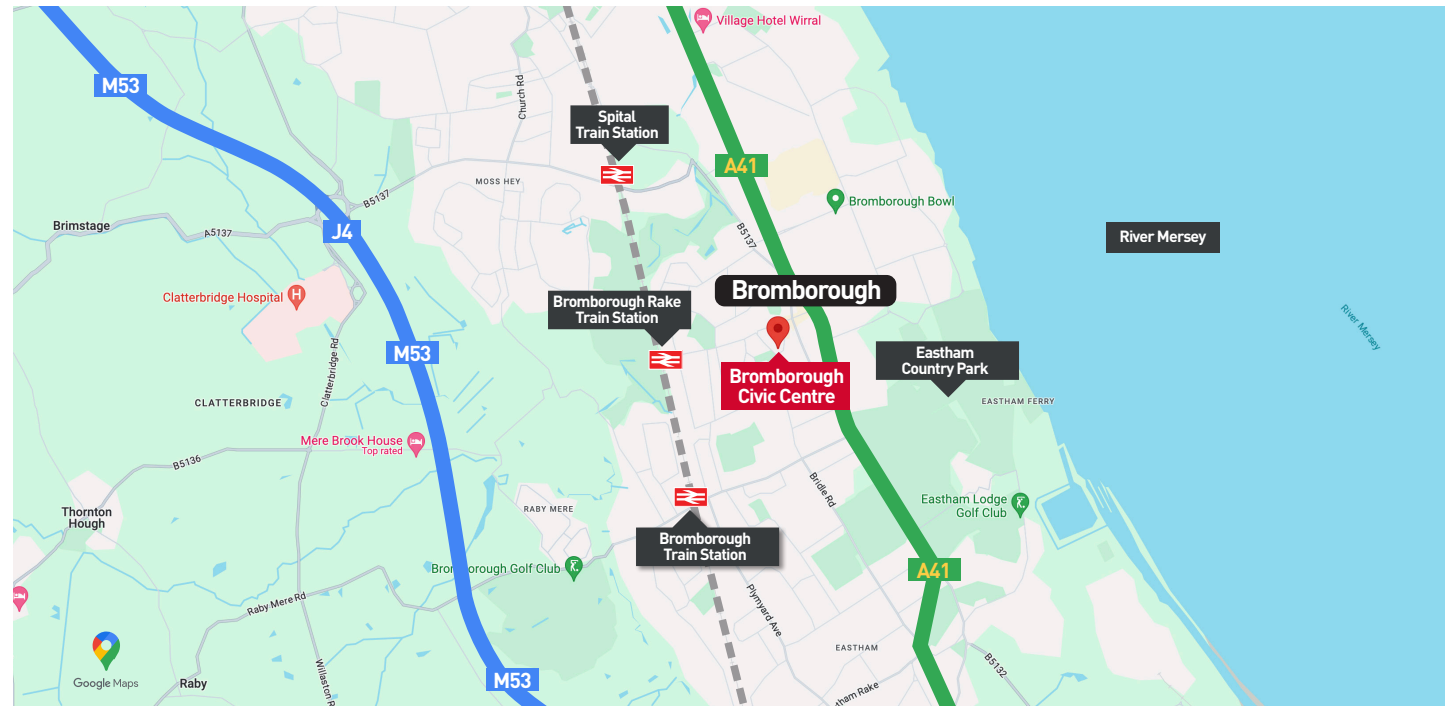 Village Hotel Wirral
M53
Church Rd
Spital
Train Station
A41
MOSS HEY
B5137
Bromborough Bowl
Brimstage
A5137
J4
B5137
River Mersey
Clatterbridge Hospital
H
Bromborough
Bromborough Rake
Train Station
River Mersey
M53
Clatterbridge Rd
Eastham
Country Park
Bromborough
Civic Centre
CLATTERBRIDGE
EASTHAM FERRY
Mere Brook House
Top rated
B5136
Bridle Rd
Eastham Lodge
Golf Club
Thornton
Hough
RABY MERE
Bromborough
Train Station
Bromborough Golf Club
A41
Raby Mere Rd
Plymyard Ave
EASTHAM
B5132
Willaston R
M53
Google Maps
Raby
tham Rake